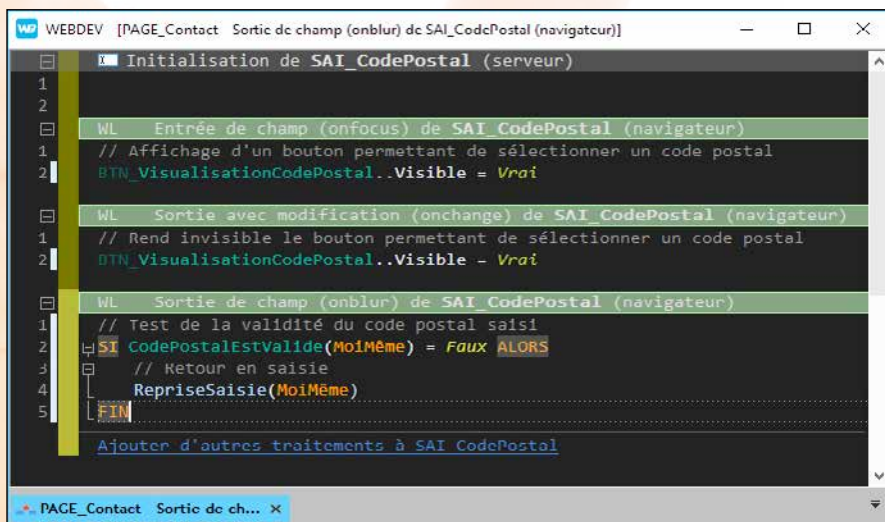 WEBDEV [PAGE_Contact Sortie de champ (onblur) de SAI_CodePostal (navigateur)]
Initialisation de SAI_CodePostal (serveur)
1
2
WL Entrée de champ (onfocus) de SAI_CodePostal (navigateur)
1 // Affichage d'un bouton permettant de sélectionner un code postal
2 BTN_VisualisationCodePostal..Visible = Vrai
WL Sortie avec modification (onchange) de SAI_CodePostal (navigateur)
1 // Rend invisible le bouton permettant de sélectionner un code postal
2 BTN_VisualisationCodePostal..Visible = Vrai
WL Sortie de champ (onblur) de SAI_CodePostal (navigateur)
1 // Test de la validité du code postal saisi
2 SI CodePostalEstValide(MoiMême) = Faux ALORS
3 // Retour en saisie
4 RepriseSaisie(MoiMême)
5 FIN
Ajouter d'autres traitements à SAI_CodePostal
PAGE_Contact Sortie de ch... ×